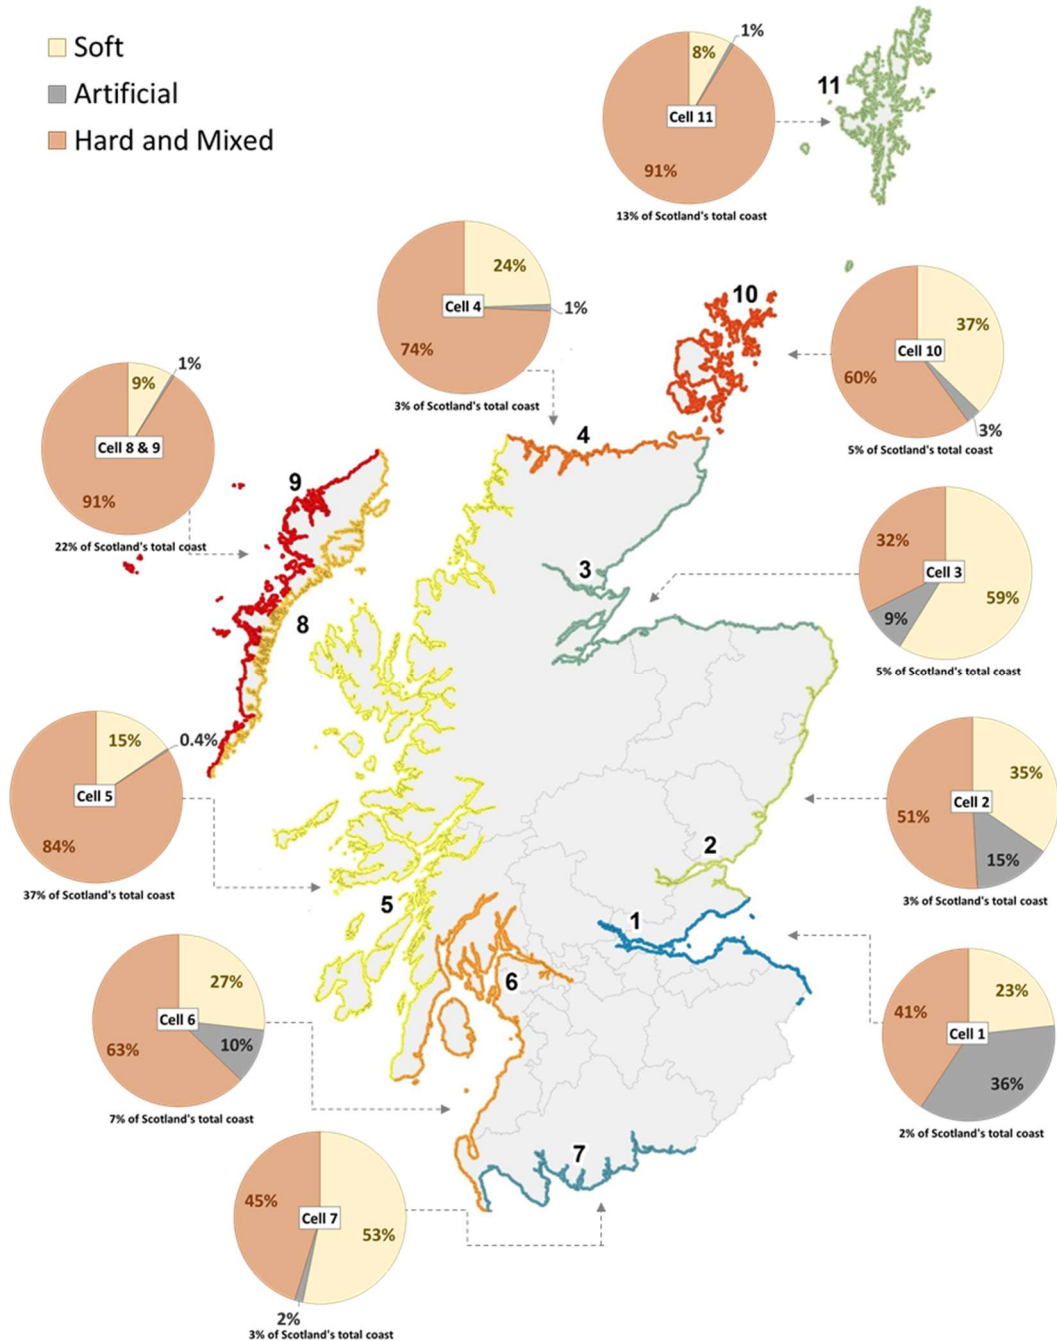 Soft
Artificial
Hard and Mixed
8%
1%
Cell 11
91%
13% of Scotland's total coast
11
24%
Cell 4
1%
74%
3% of Scotland's total coast
10
37%
Cell 10
60%
3%
5% of Scotland's total coast
9%
1%
Cell 8 & 9
91%
22% of Scotland's total coast
4
9
3
8
32%
Cell 3
59%
9%
5% of Scotland's total coast
15%
0.4%
Cell 5
84%
37% of Scotland's total coast
35%
Cell 2
51%
15%
3% of Scotland's total coast
2
5
1
6
27%
Cell 6
10%
63%
7% of Scotland's total coast
23%
41%
Cell 1
36%
2% of Scotland's total coast
7
45%
Cell 7
53%
2%
3% of Scotland's total coast